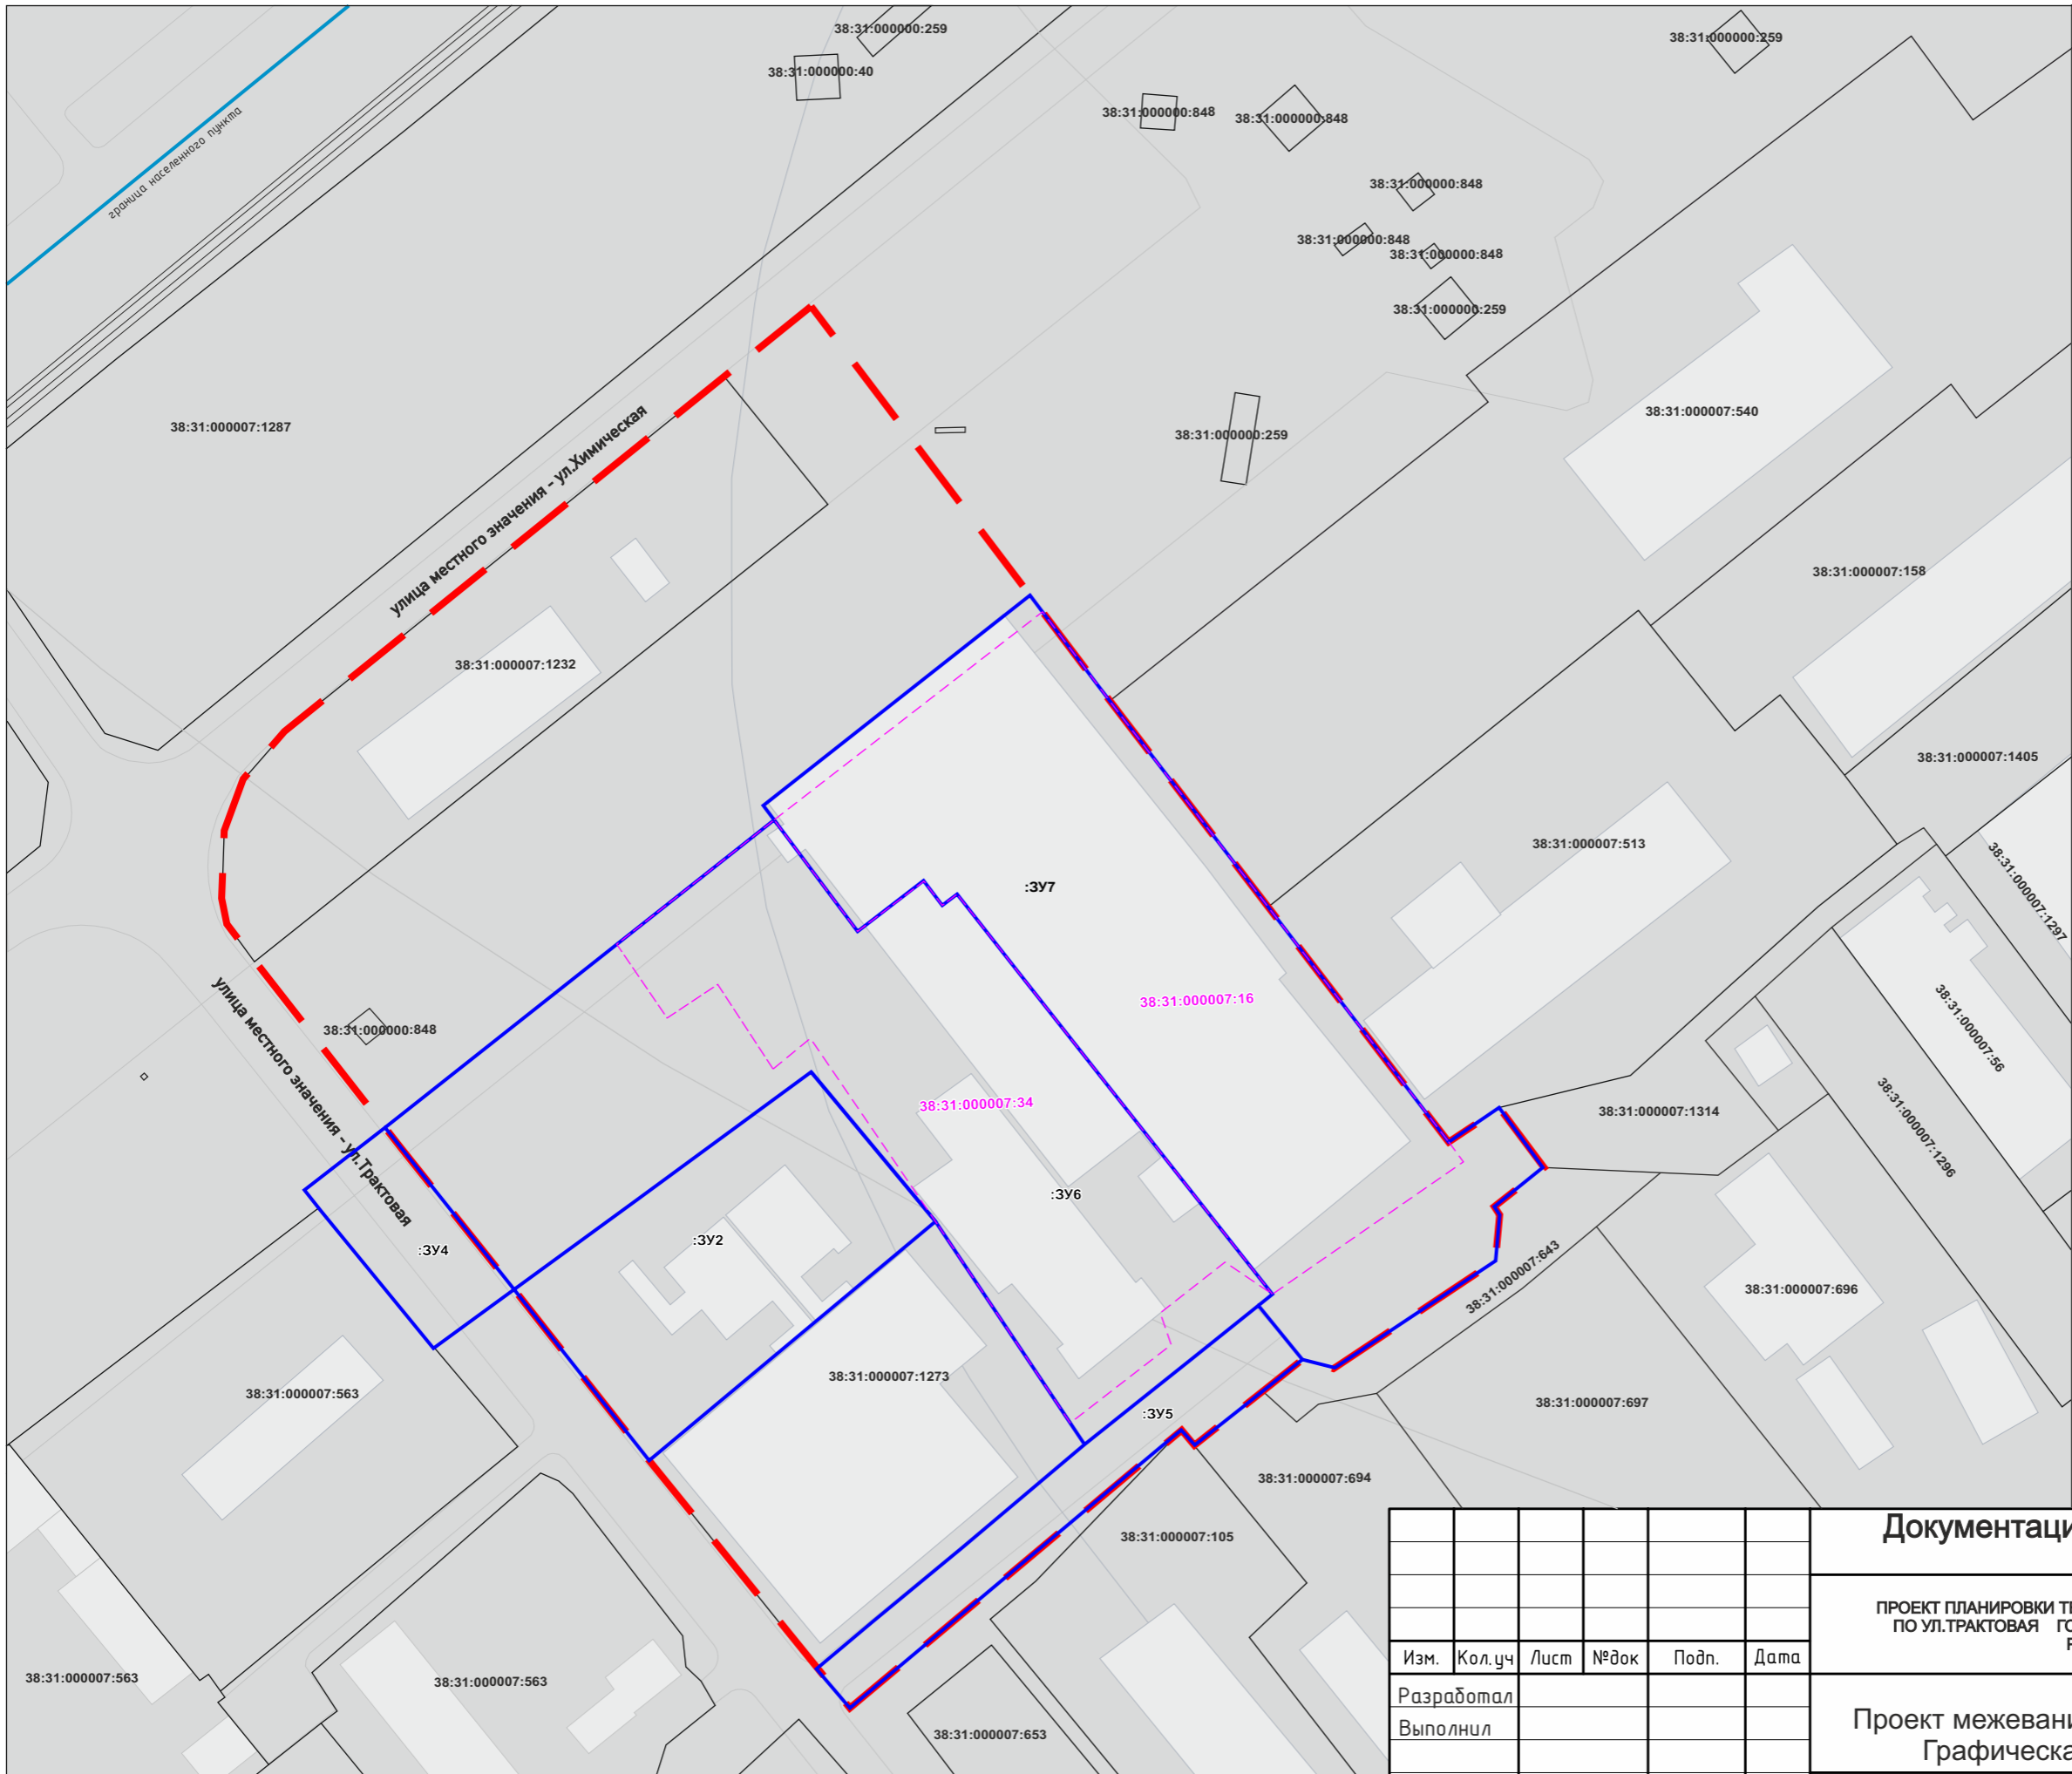 38:31:000000:259
38:31:000000:259
38:31:000000:40
38:31:000000:848
38:31:000000:848
граница населенного пункта
38:31:000000:848
38:31:000000:848
38:31:000000:848
38:31:000000:259
38:31:000007:540
38:31:000007:1287
38:31:000000:259
улица местного значения - ул.Химическая
38:31:000007:158
38:31:000007:1232
38:31:000007:1405
38:31:000007:513
:ЗУ7
38:31:000007:1297
38:31:000007:16
38:31:000000:848
38:31:000007:56
улица местного значения - ул.Трактовая
38:31:000007:34
38:31:000007:1314
38:31:000007:1296
:ЗУ6
:ЗУ2
:ЗУ4
38:31:000007:643
38:31:000007:696
38:31:000007:1273
38:31:000007:563
38:31:000007:697
:ЗУ5
38:31:000007:694
38:31:000007:105
38:31:000007:563
38:31:000007:563
38:31:000007:653
Документаци
ПРОЕКТ ПЛАНИРОВКИ
ПО УЛ.ТРАКТОВАЯ
Изм. Кол.уч Лист №док Подп. Дата
Разработал
Выполнил
Проект межевани
Графическа